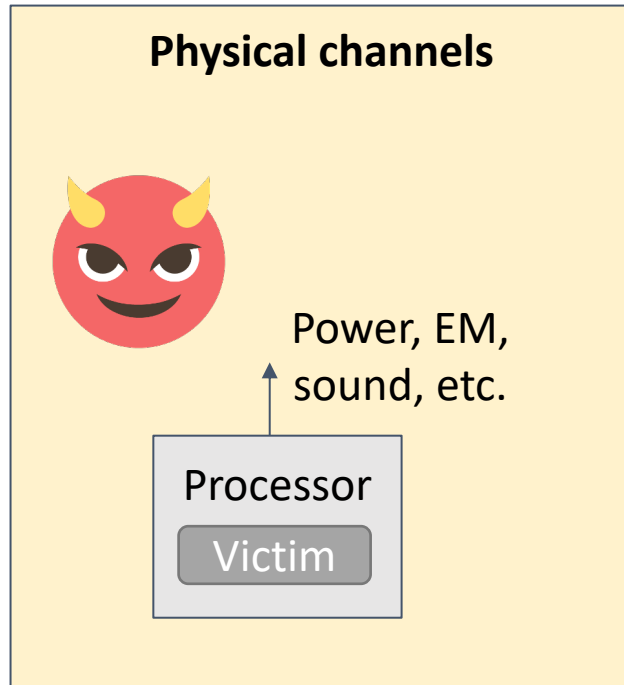 Physical channels
Power, EM,
sound, etc.
Processor
Victim